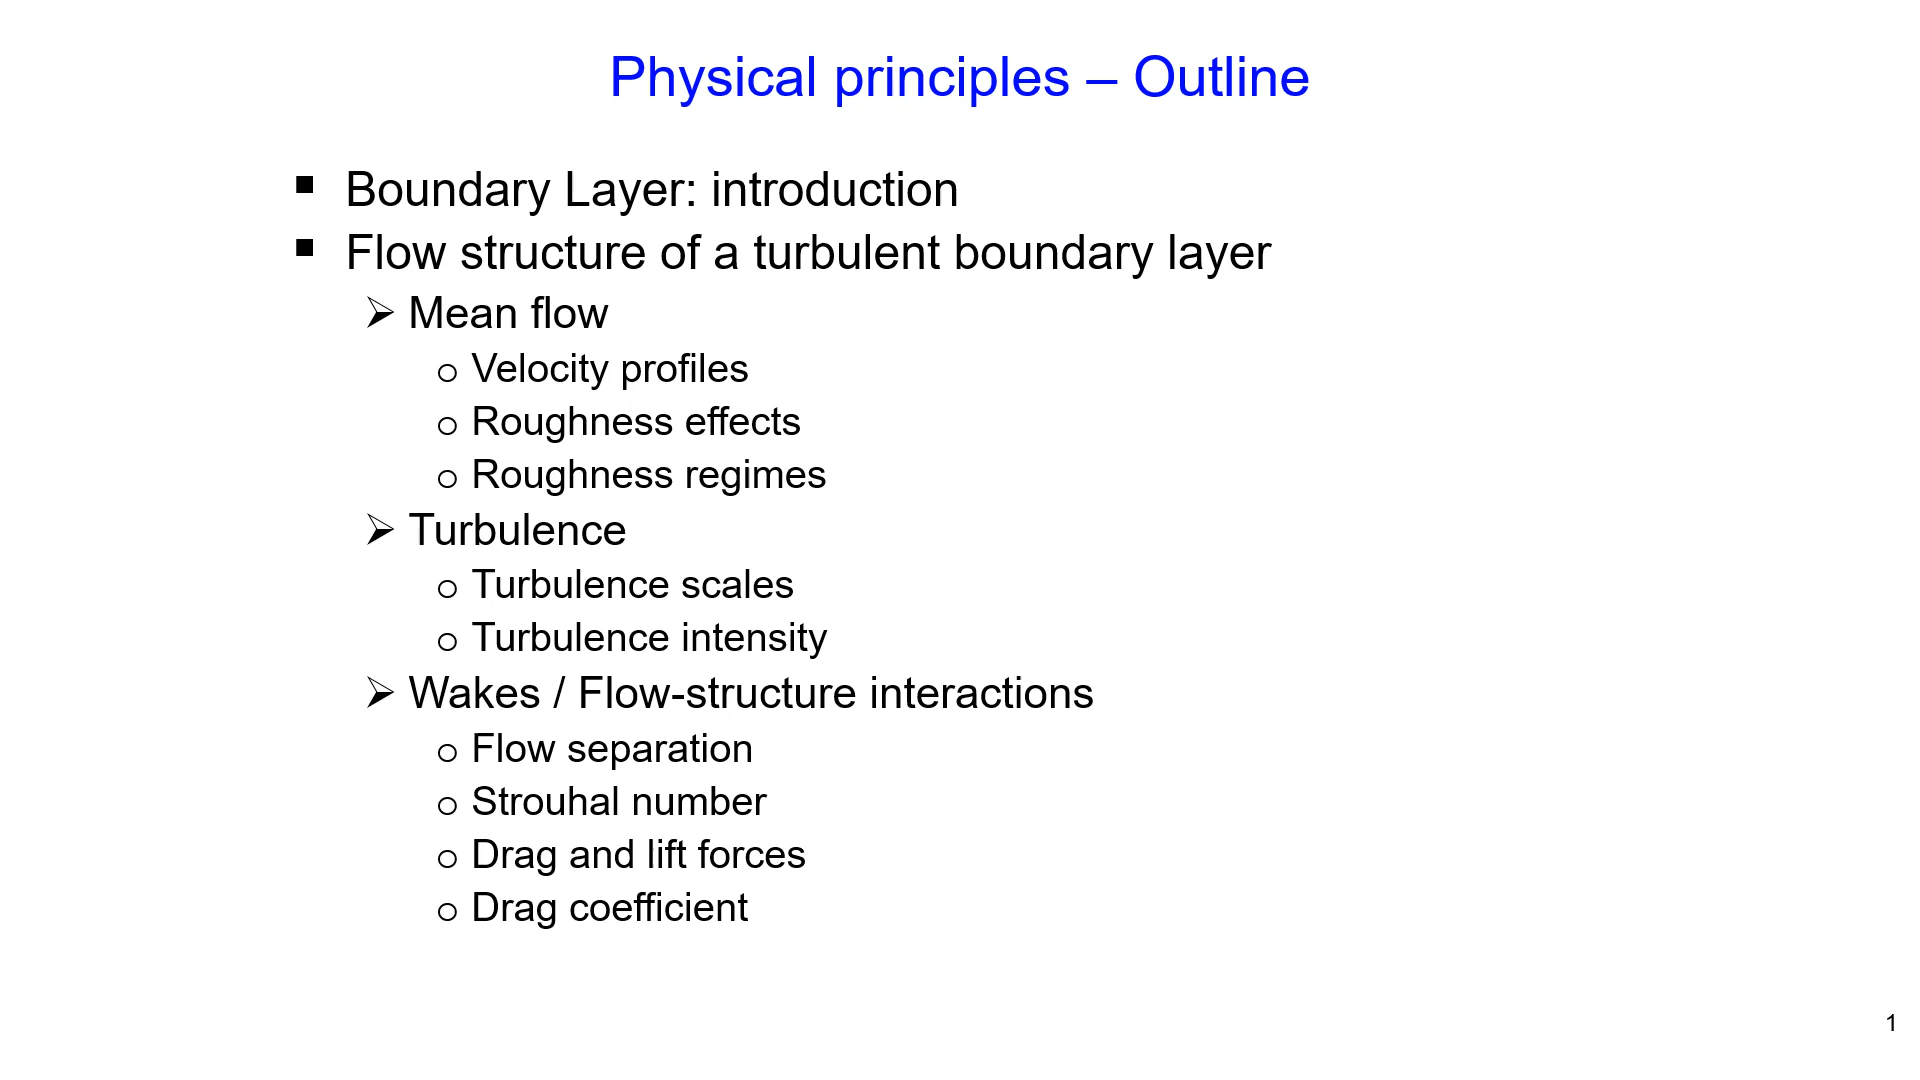 Physical principles – Outline
▪ Boundary Layer: introduction
▪ Flow structure of a turbulent boundary layer
➢ Mean flow
o Velocity profiles
o Roughness effects
o Roughness regimes
➢ Turbulence
o Turbulence scales
o Turbulence intensity
➢ Wakes / Flow-structure interactions
o Flow separation
o Strouhal number
o Drag and lift forces
o Drag coefficient
1